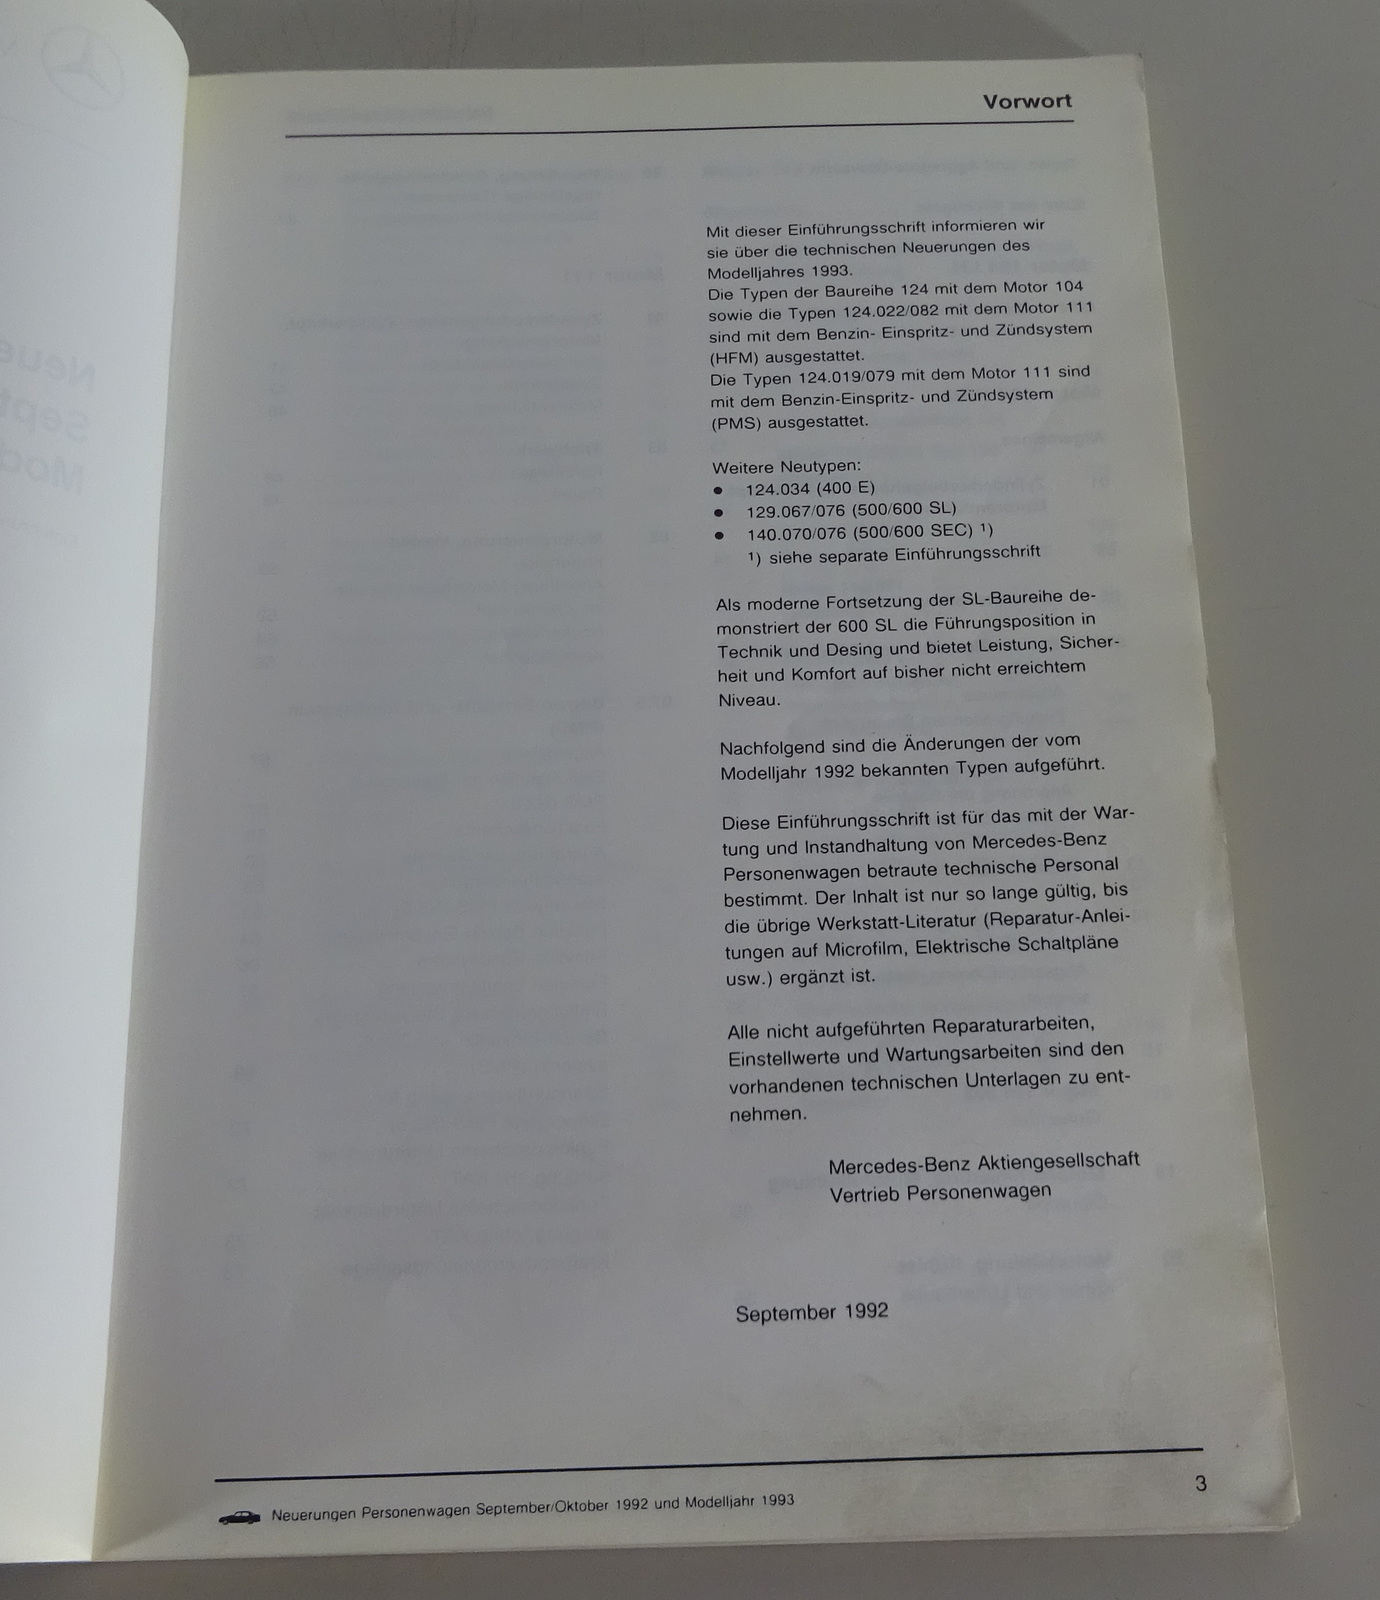 Vorwort
Mit dieser Einführungsschrift informieren wir
sie über die technischen Neuerungen des
Modelljahres 1993.
Die Typen der Baureihe 124 mit dem Motor 104
sowie die Typen 124.022/082 mit dem Motor 111
sind mit dem Benzin- Einspritz- und Zündsystem
(HFM) ausgestattet.
Die Typen 124.019/079 mit dem Motor 111 sind
mit dem Benzin-Einspritz- und Zündsystem
(PMS) ausgestattet.
Weitere Neutypen:
● 124.034 (400 E)
● 129.067/076 (500/600 SL)
● 140.070/076 (500/600 SEC) ¹)
¹) siehe separate Einführungsschrift
Als moderne Fortsetzung der SL-Baureihe de-
monstriert der 600 SL die Führungsposition in
Technik und Desing und bietet Leistung, Sicher-
heit und Komfort auf bisher nicht erreichtem
Niveau.
Nachfolgend sind die Änderungen der vom
Modelljahr 1992 bekannten Typen aufgeführt.
Diese Einführungsschrift ist für das mit der War-
tung und Instandhaltung von Mercedes-Benz
Personenwagen betraute technische Personal
bestimmt. Der Inhalt ist nur so lange gültig, bis
die übrige Werkstatt-Literatur (Reparatur-Anlei-
tungen auf Microfilm, Elektrische Schaltpläne
usw.) ergänzt ist.
Alle nicht aufgeführten Reparaturarbeiten,
Einstellwerte und Wartungsarbeiten sind den
vorhandenen technischen Unterlagen zu ent-
nehmen.
Mercedes-Benz Aktiengesellschaft
Vertrieb Personenwagen
September 1992
Neuerungen Personenwagen September/Oktober 1992 und Modelljahr 1993
3